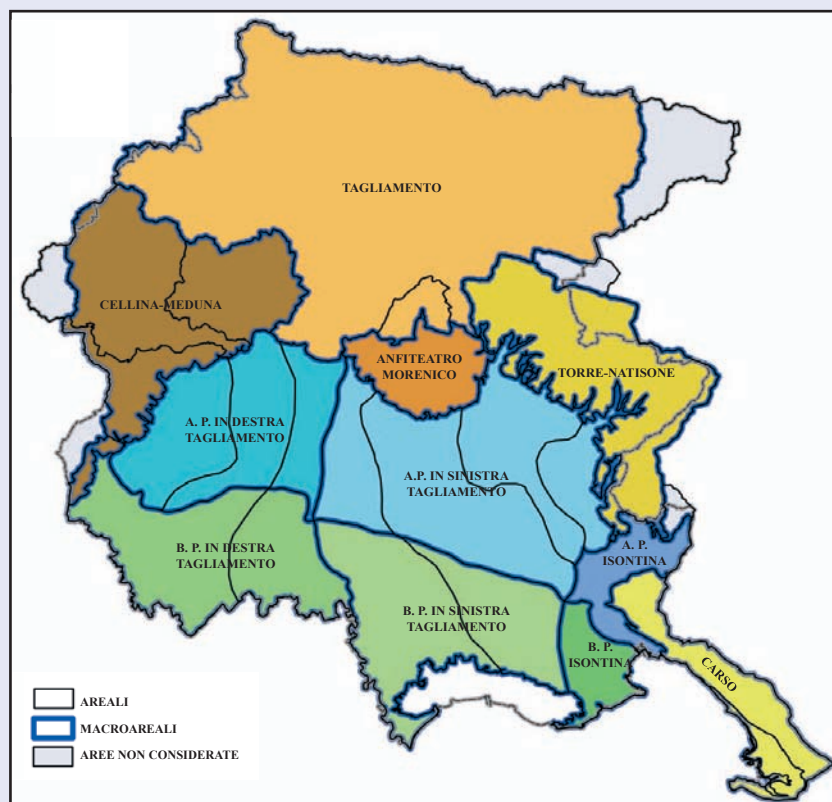 TAGLIAMENTO
CELLINA-MEDUNA
ANFITEATRO
MORENICO
TORRE-NATISONE
A. P. IN DESTRA
TAGLIAMENTO
A.P. IN SINISTRA
TAGLIAMENTO
B. P. IN DESTRA
TAGLIAMENTO
A. P.
ISONTINA
B. P. IN SINISTRA
TAGLIAMENTO
B. P.
ISONTINA
CARSO
AREALI
MACROAREALI
AREE NON CONSIDERATE